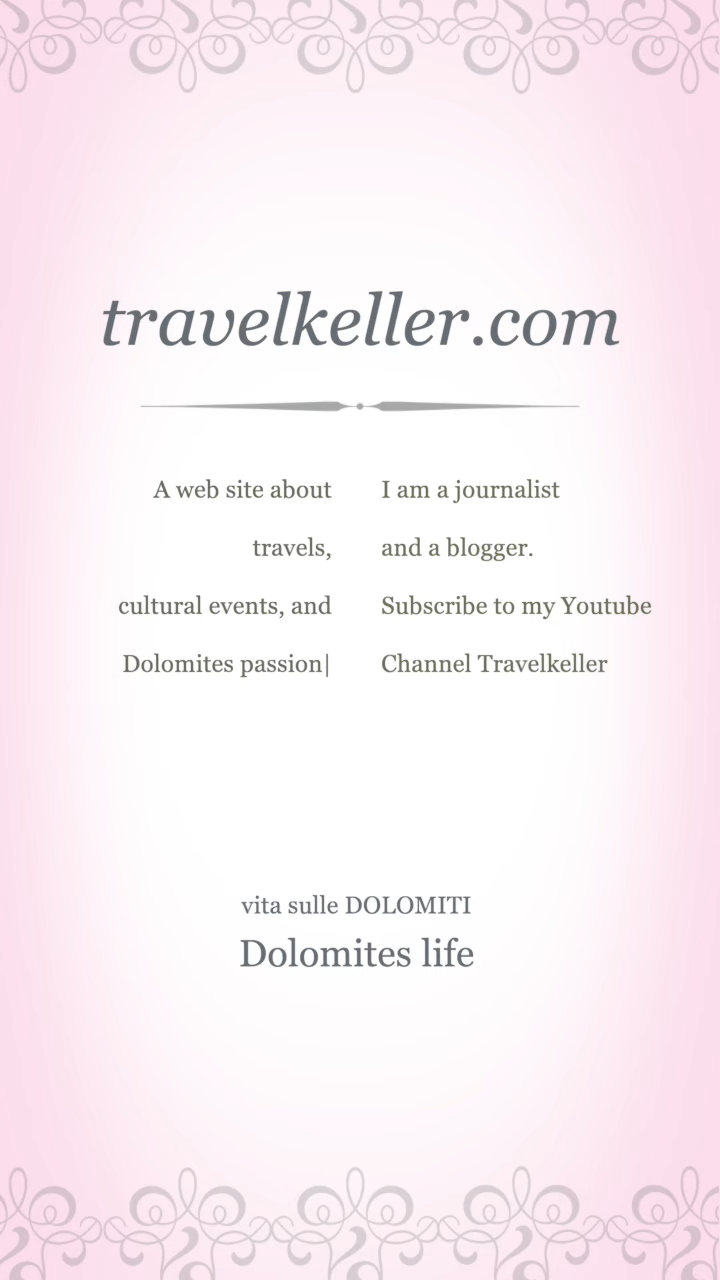 travelkeller.com
A web site about
travels,
cultural events, and
Dolomites passion|
I am a journalist
and a blogger.
Subscribe to my Youtube
Channel Travelkeller
vita sulle DOLOMITI
Dolomites life